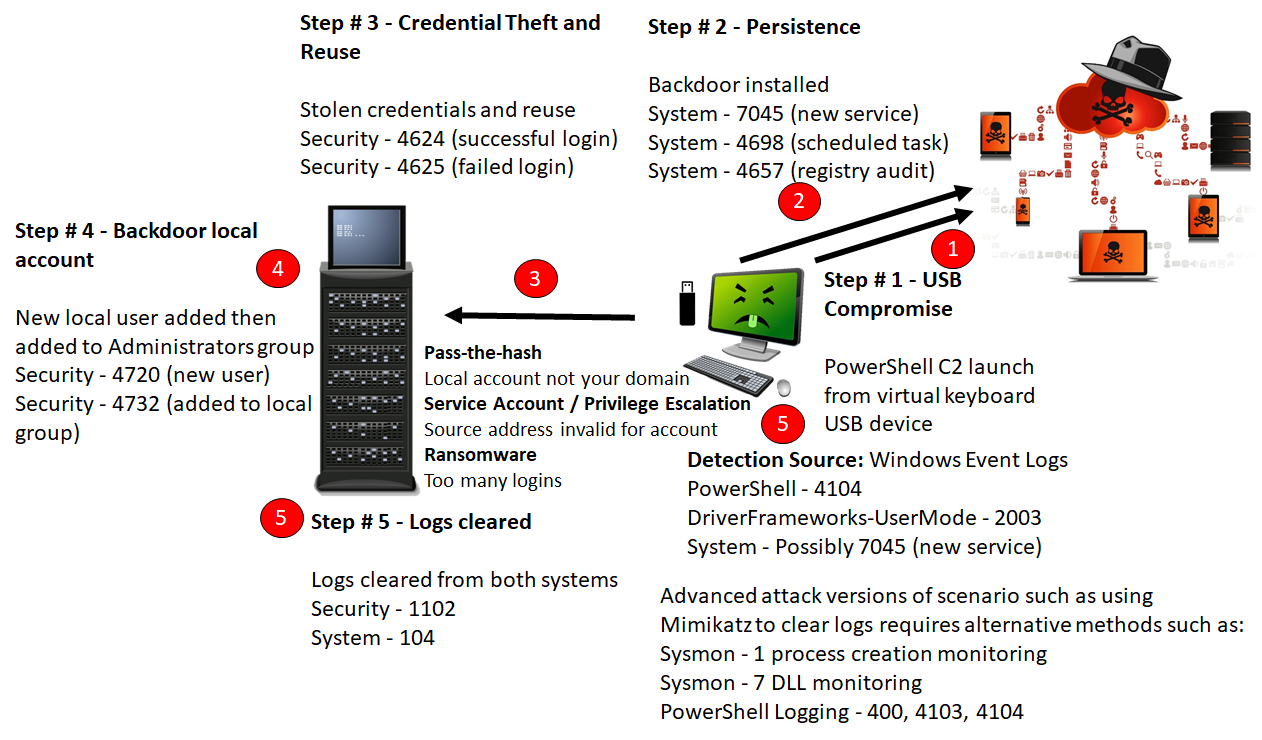 Step # 3 - Credential Theft and
Reuse
Stolen credentials and reuse
Security - 4624 (successful login)
Security - 4625 (failed login)
Step # 2 - Persistence
Backdoor installed
System - 7045 (new service)
System - 4698 (scheduled task)
System - 4657 (registry audit)
2
1
Step # 4 - Backdoor local
account
4
New local user added then
added to Administrators group
Security - 4720 (new user)
Security - 4732 (added to local
group)
3
Pass-the-hash
Local account not your domain
Service Account / Privilege Escalation
Source address invalid for account
Ransomware
Too many logins
Step # 1 - USB
Compromise
PowerShell C2 launch
from virtual keyboard
USB device
5
Detection Source: Windows Event Logs
PowerShell - 4104
DriverFrameworks-UserMode - 2003
System - Possibly 7045 (new service)
5
Step # 5 - Logs cleared
Logs cleared from both systems
Security - 1102
System - 104
Advanced attack versions of scenario such as using
Mimikatz to clear logs requires alternative methods such as:
Sysmon - 1 process creation monitoring
Sysmon - 7 DLL monitoring
PowerShell Logging - 400, 4103, 4104